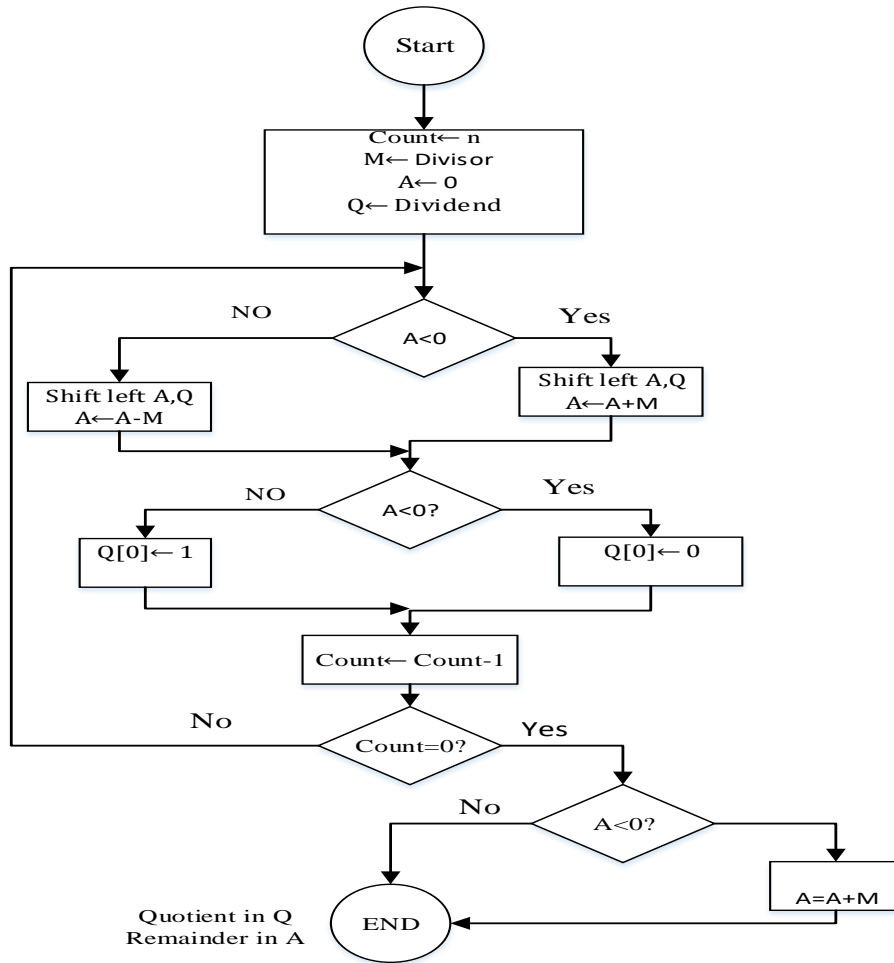 Start
Count← n
M← Divisor
A← 0
Q← Dividend
NO
Yes
A<0
Shift left A,Q
A←A-M
Shift left A,Q
A←A+M
NO
Yes
A<0?
Q[0]← 1
Q[0]← 0
Count← Count-1
No
Yes
Count=0?
No
A<0?
A=A+M
Quotient in Q
Remainder in A
END